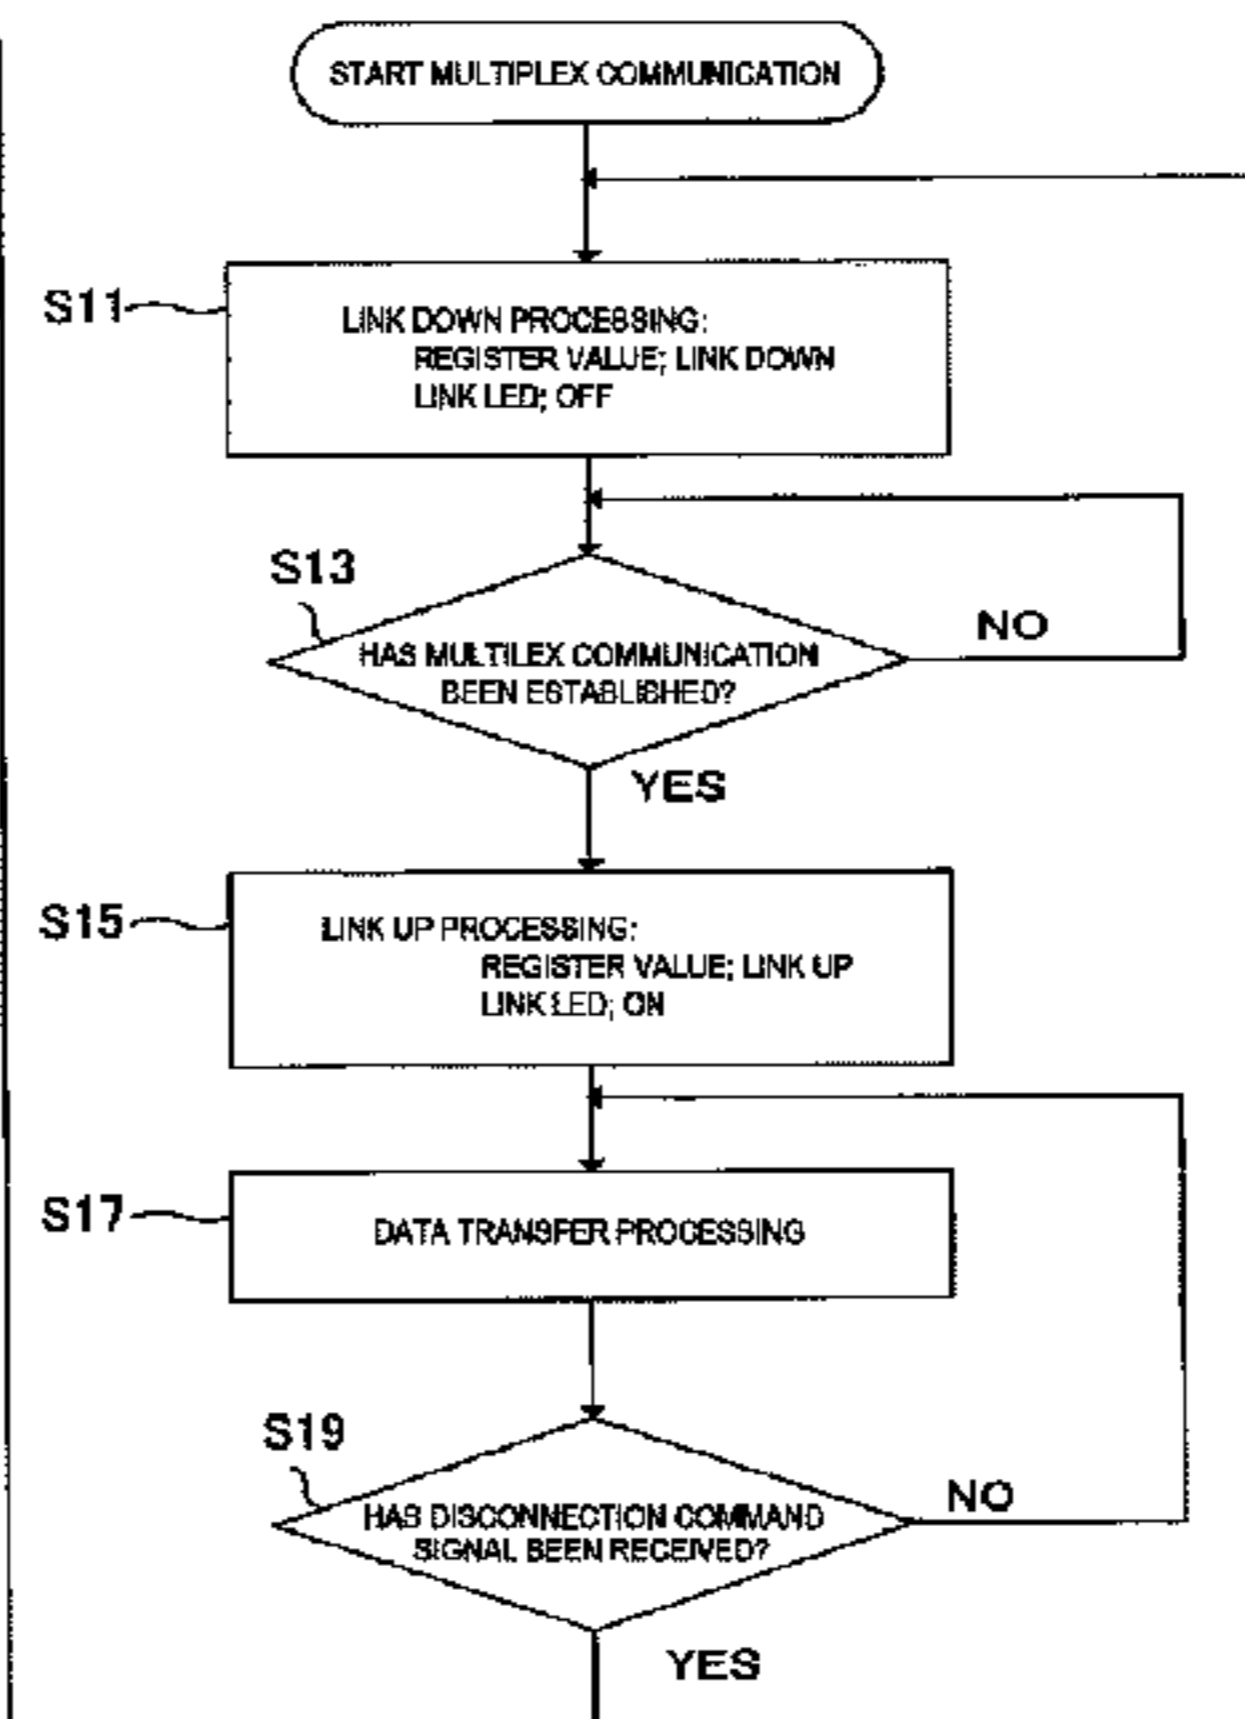 START MULTIPLEX COMMUNICATION
S11
LINK DOWN PROCESSING:
REGISTER VALUE; LINK DOWN
LINK LED; OFF
S13
NO
HAS MULTILEX COMMUNICATION
BEEN ESTABLISHED?
YES
S15
LINK UP PROCESSING:
REGISTER VALUE; LINK UP
LINK LED; ON
S17
DATA TRANSFER PROCESSING
S19
NO
HAS DISCONNECTION COMMAND
SIGNAL BEEN RECEIVED?
YES